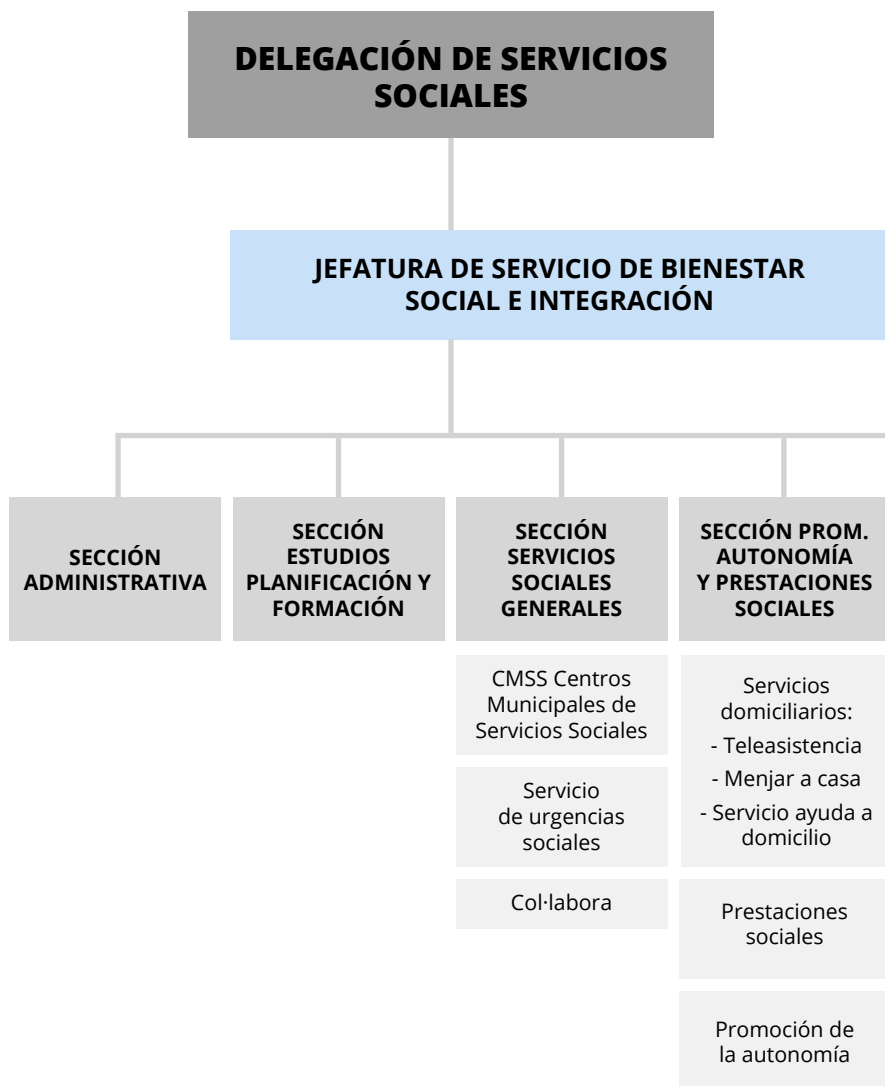 DELEGACIÓN DE SERVICIOS
SOCIALES
JEFATURA DE SERVICIO DE BIENESTAR
SOCIAL E INTEGRACIÓN
SECCIÓN
ADMINISTRATIVA
SECCIÓN
ESTUDIOS
PLANIFICACIÓN Y
FORMACIÓN
SECCIÓN
SERVICIOS
SOCIALES
GENERALES
CMSS Centros
Municipales de
Servicios Sociales
Servicio
de urgencias
sociales
Col·labora
SECCIÓN PROM.
AUTONOMÍA
Y PRESTACIONES
SOCIALES
Servicios
domiciliarios:
- Teleasistencia
- Menjar a casa
- Servicio ayuda a
domicilio
Prestaciones
sociales
Promoción de
la autonomía